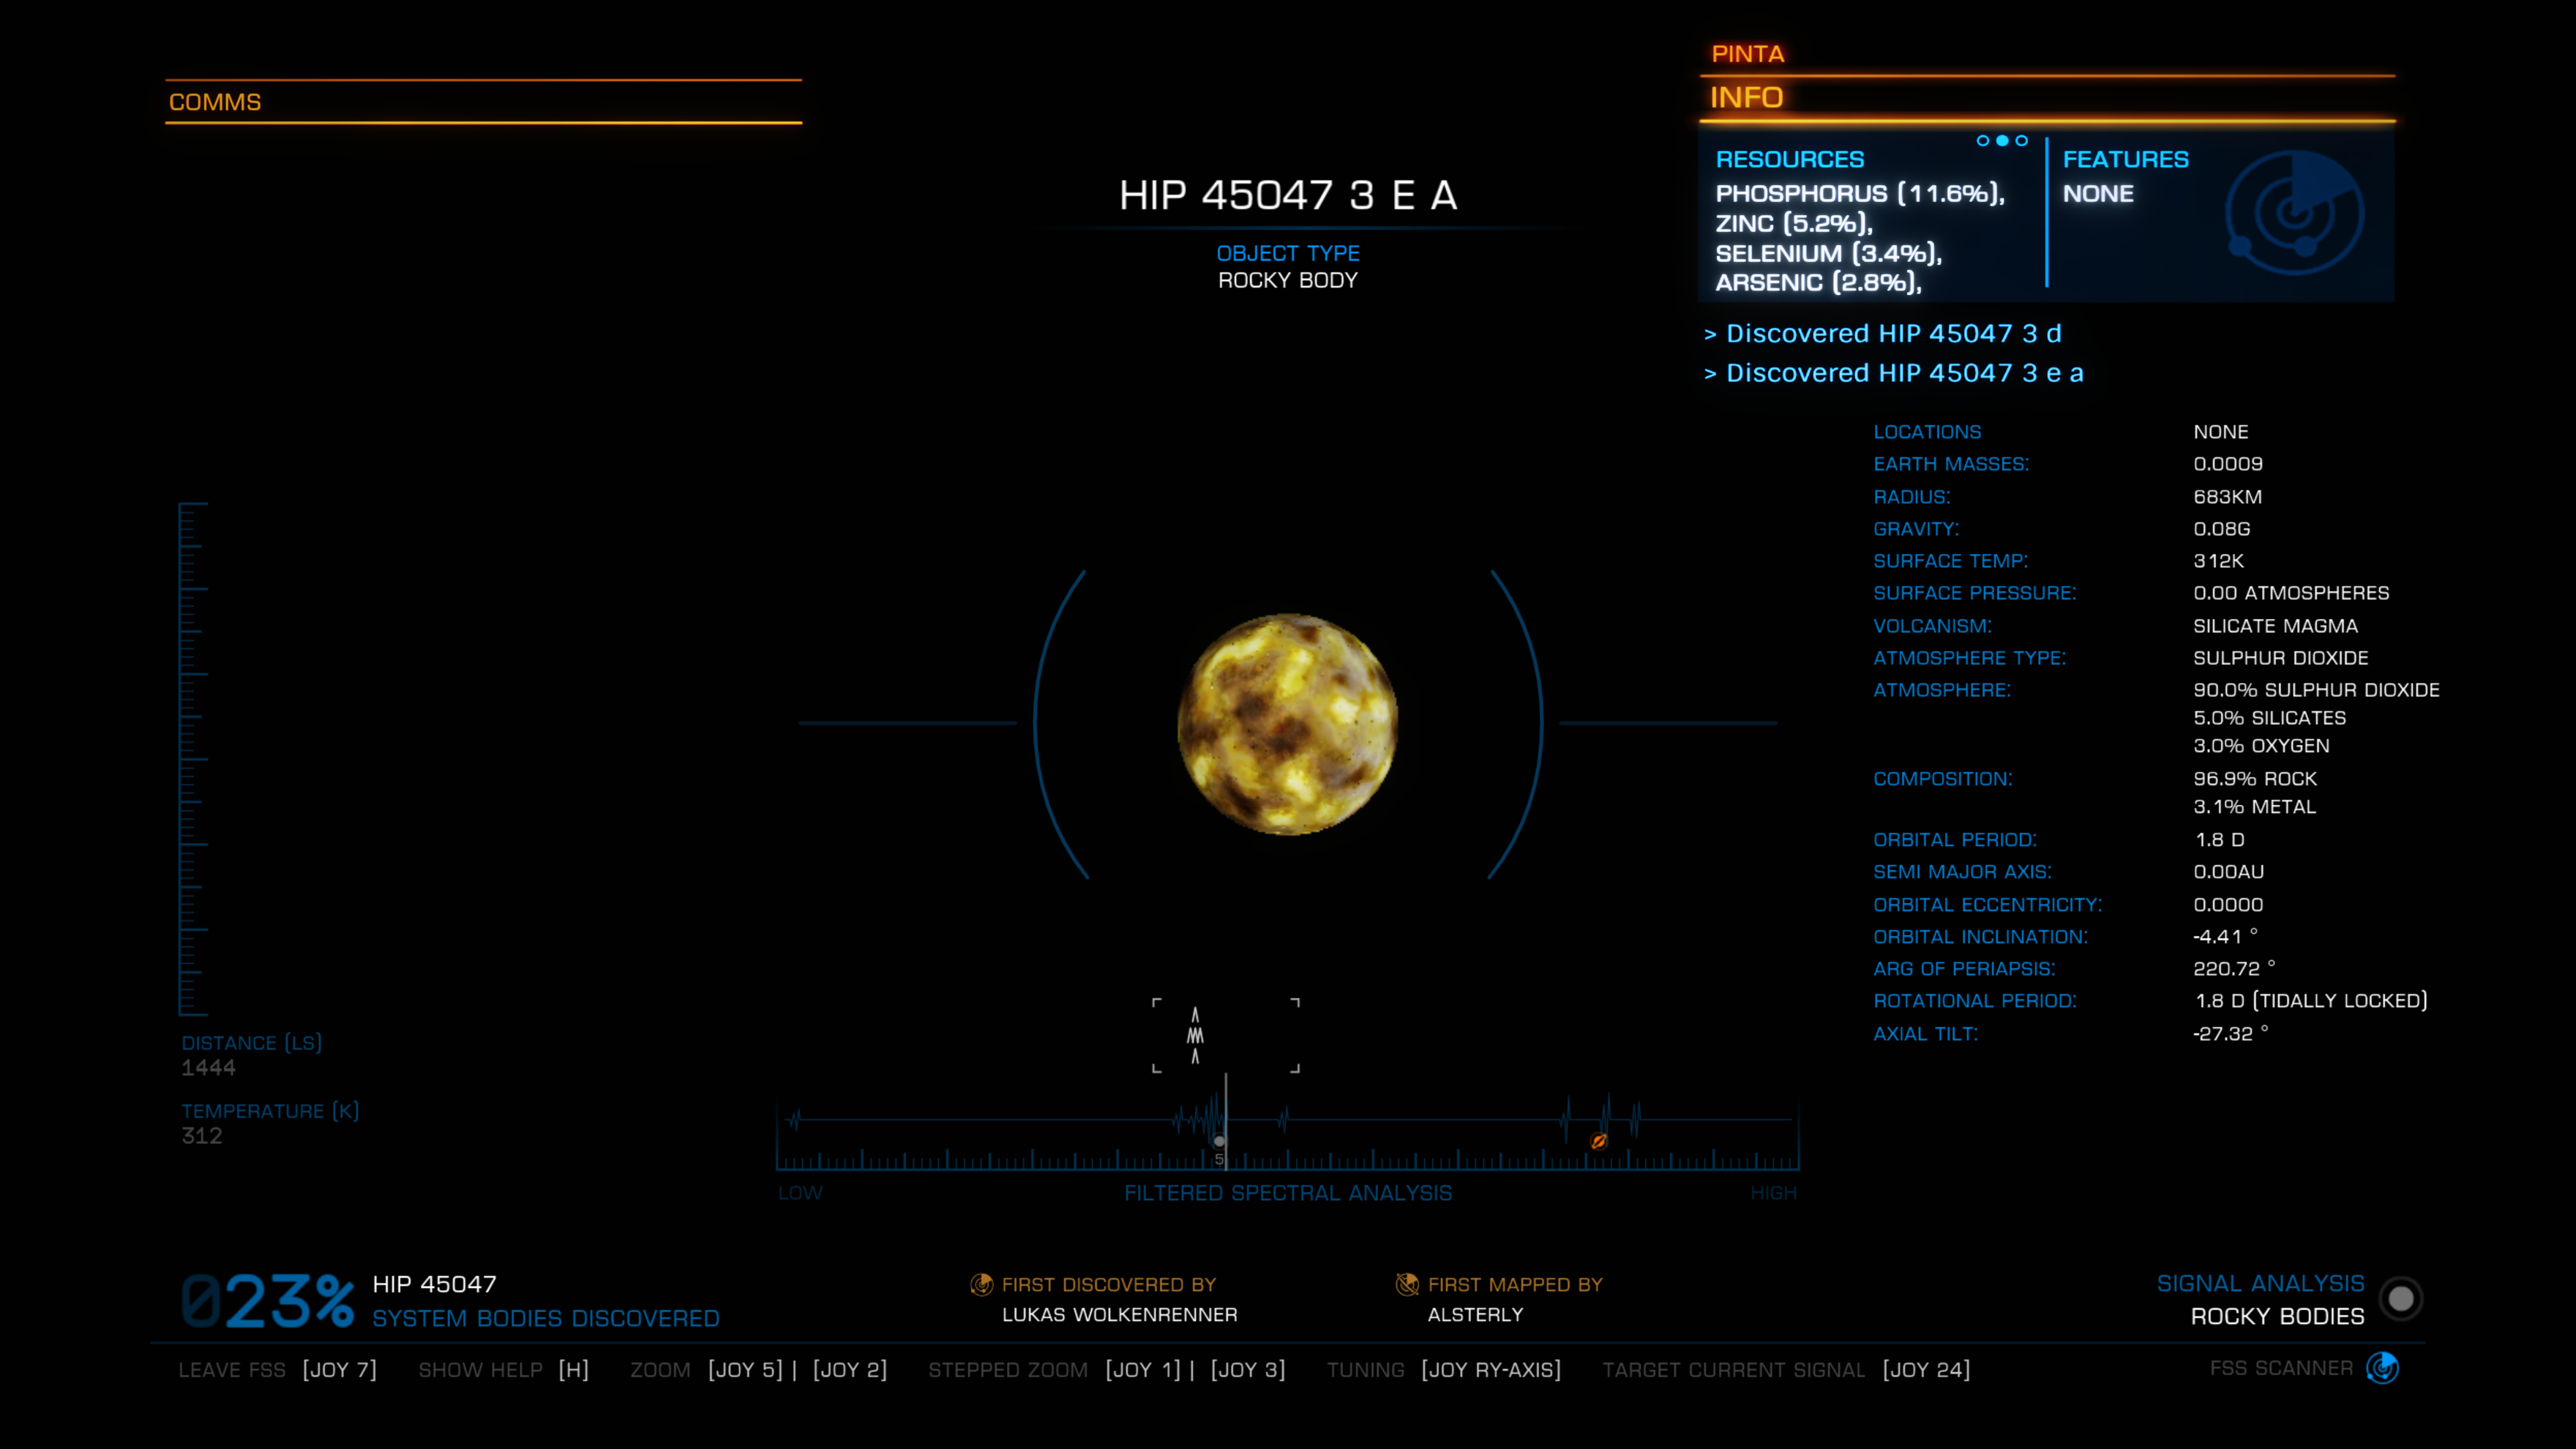 COMMS
PINTA
INFO
RESOURCES
PHOSPHORUS (11.6%),
ZINC (5.2%),
SELENIUM (3.4%),
ARSENIC (2.8%),
FEATURES
NONE
> Discovered HIP 45047 3 d
> Discovered HIP 45047 3 e a
HIP 45047 3 E A
OBJECT TYPE
ROCKY BODY
LOCATIONS NONE
EARTH MASSES: 0.0009
RADIUS: 683KM
GRAVITY: 0.08G
SURFACE TEMP: 312K
SURFACE PRESSURE: 0.00 ATMOSPHERES
VOLCANISM: SILICATE MAGMA
ATMOSPHERE TYPE: SULPHUR DIOXIDE
ATMOSPHERE: 90.0% SULPHUR DIOXIDE
5.0% SILICATES
3.0% OXYGEN
COMPOSITION: 96.9% ROCK
3.1% METAL
ORBITAL PERIOD: 1.8 D
SEMI MAJOR AXIS: 0.00AU
ORBITAL ECCENTRICITY: 0.0000
ORBITAL INCLINATION: -4.41 °
ARG OF PERIAPSIS: 220.72 °
ROTATIONAL PERIOD: 1.8 D (TIDALLY LOCKED)
AXIAL TILT: -27.32 °
DISTANCE (LS)
1444
TEMPERATURE (K)
312
5
LOW FILTERED SPECTRAL ANALYSIS HIGH
023% HIP 45047
SYSTEM BODIES DISCOVERED
FIRST DISCOVERED BY
LUKAS WOLKENRENNER
FIRST MAPPED BY
ALSTERLY
SIGNAL ANALYSIS
ROCKY BODIES
LEAVE FSS [JOY 7] SHOW HELP [H] ZOOM [JOY 5] | [JOY 2] STEPPED ZOOM [JOY 1] | [JOY 3] TUNING [JOY RY-AXIS] TARGET CURRENT SIGNAL [JOY 24] FSS SCANNER